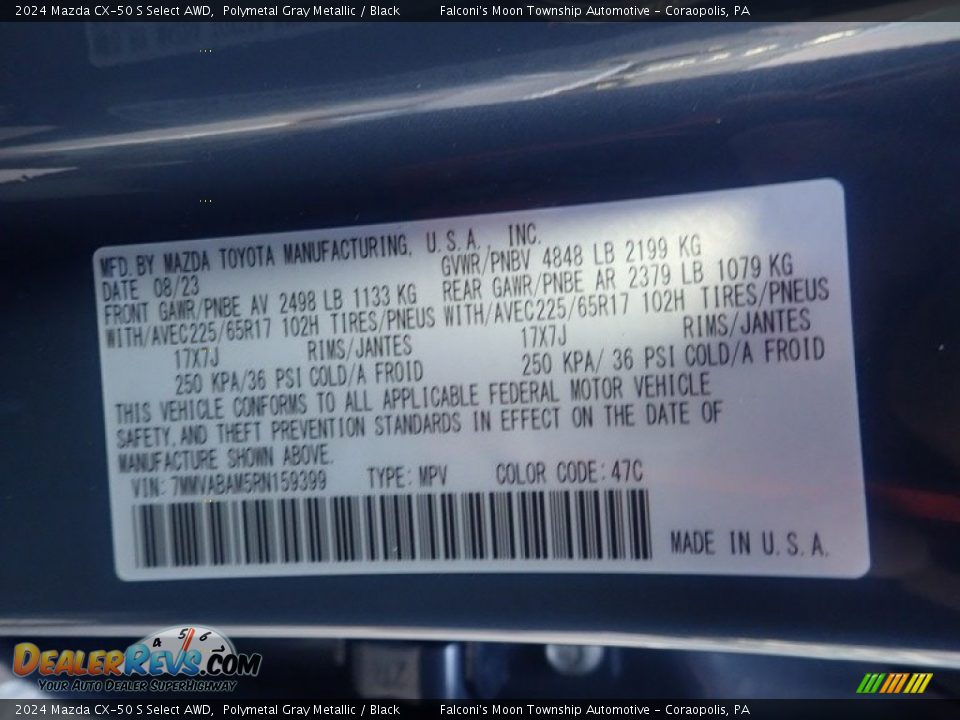 2024 Mazda CX-50 S Select AWD, Polymetal Gray Metallic / Black Falconi's Moon Township Automotive - Coraopolis, PA
MFD. BY MAZDA TOYOTA MANUFACTURING, U.S.A., INC.
DATE 08/23 GVWR/PNBV 4848 LB 2199 KG
FRONT GAWR/PNBE AV 2498 LB 1133 KG REAR GAWR/PNBE AR 2379 LB 1079 KG
WITH/AVEC225/65R17 102H TIRES/PNEUS WITH/AVEC225/65R17 102H TIRES/PNEUS
17X7J RIMS/JANTES 17X7J RIMS/JANTES
250 KPA/36 PSI COLD/A FROID 250 KPA/ 36 PSI COLD/A FROID
THIS VEHICLE CONFORMS TO ALL APPLICABLE FEDERAL MOTOR VEHICLE
SAFETY, AND THEFT PREVENTION STANDARDS IN EFFECT ON THE DATE OF
MANUFACTURE SHOWN ABOVE.
VIN: 7MMVABAM5RN159399 TYPE: MPV COLOR CODE: 47C
MADE IN U.S.A.
4 5 6
DEALERREVS.COM
YOUR AUTO DEALER SUPERHIGHWAY
2024 Mazda CX-50 S Select AWD, Polymetal Gray Metallic / Black Falconi's Moon Township Automotive - Coraopolis, PA